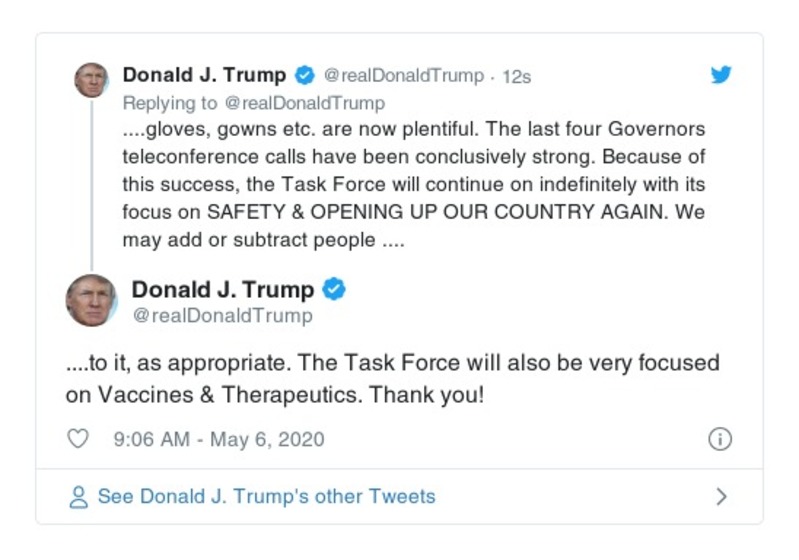 Donald J. Trump @realDonaldTrump · 12s
Replying to @realDonaldTrump
....gloves, gowns etc. are now plentiful. The last four Governors
teleconference calls have been conclusively strong. Because of
this success, the Task Force will continue on indefinitely with its
focus on SAFETY & OPENING UP OUR COUNTRY AGAIN. We
may add or subtract people ....
Donald J. Trump
@realDonaldTrump
....to it, as appropriate. The Task Force will also be very focused
on Vaccines & Therapeutics. Thank you!
9:06 AM - May 6, 2020
See Donald J. Trump's other Tweets